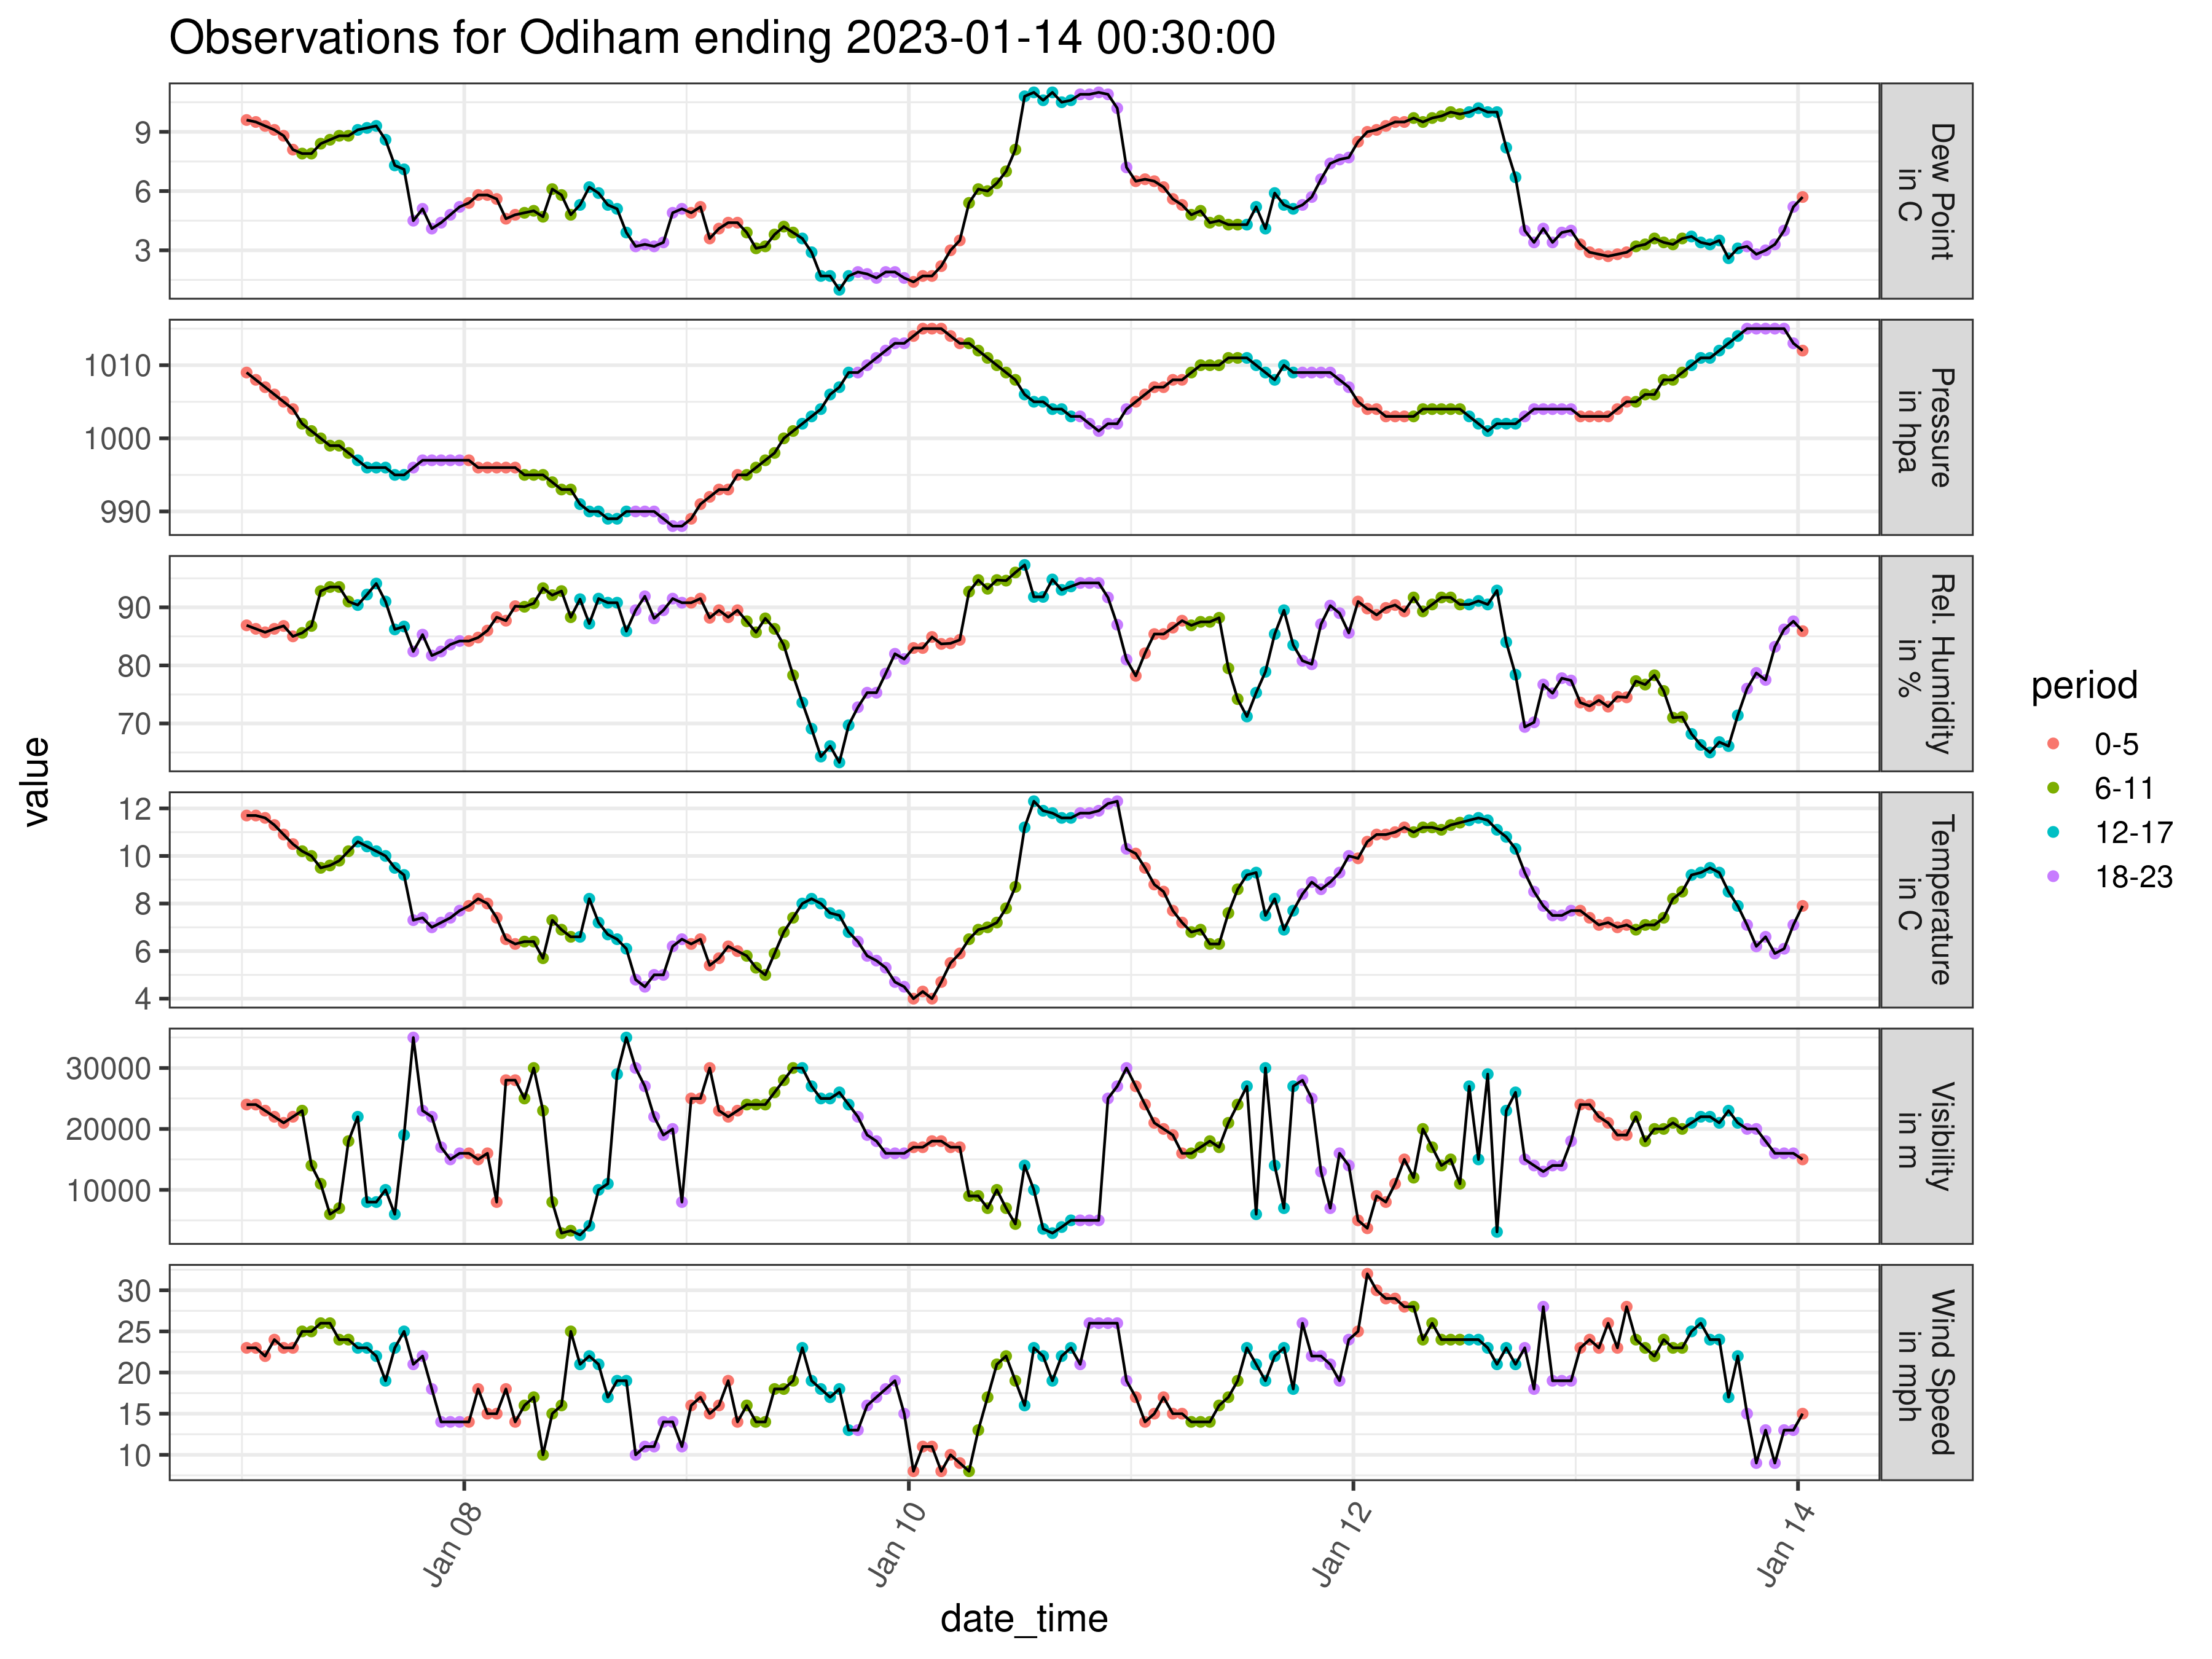 Observations for Odiham ending 2023-01-14 00:30:00
value
9
6
3
Dew Point
in C
1010
1000
990
Pressure
in hpa
90
80
70
Rel. Humidity
in %
12
10
8
6
4
Temperature
in C
30000
20000
10000
Visibility
in m
30
25
20
15
10
Wind Speed
in mph
Jan 08
Jan 10
Jan 12
Jan 14
date_time
period
0-5
6-11
12-17
18-23